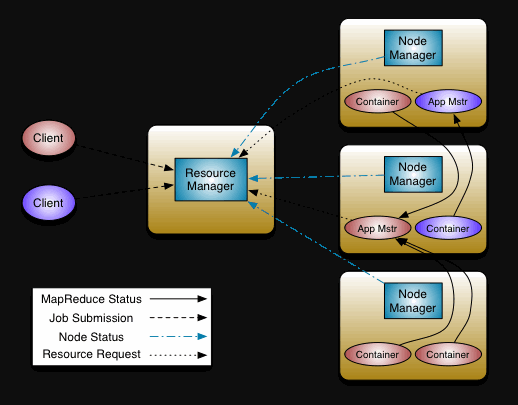 Node
Manager
Container
App Mstr
Client
Client
Resource
Manager
Node
Manager
App Mstr
Container
Node
Manager
Container
Container
MapReduce Status
Job Submission
Node Status
Resource Request